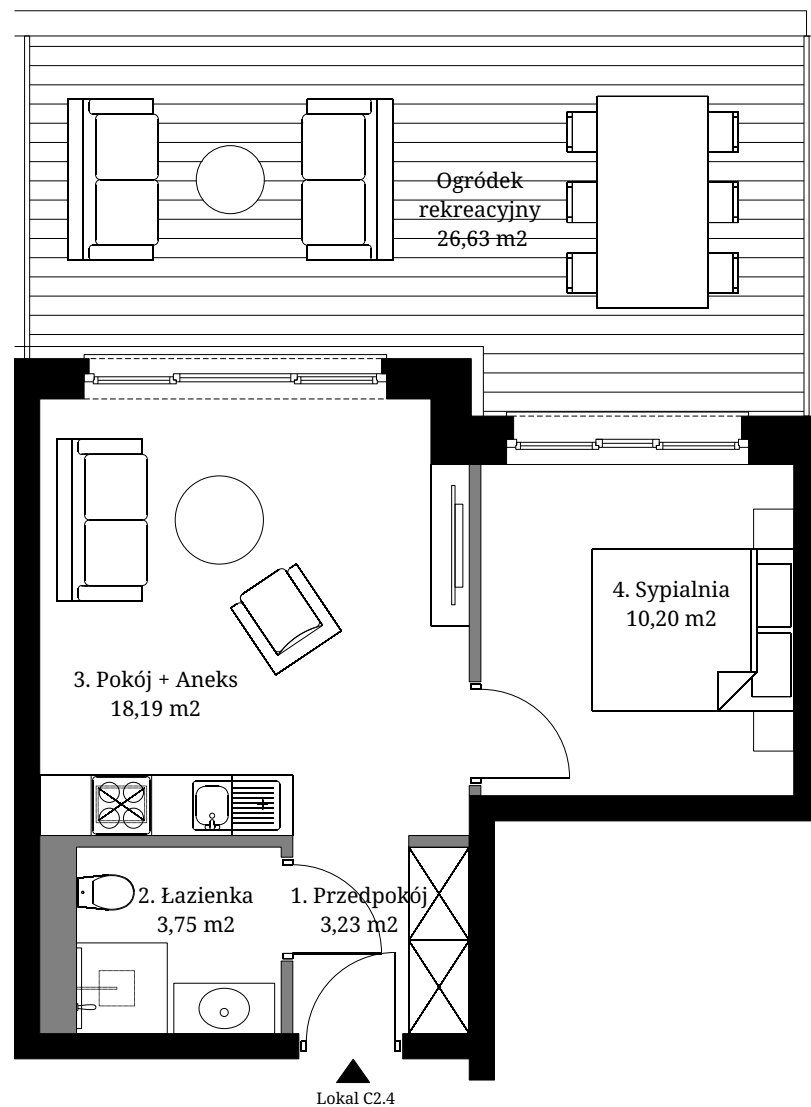 Ogródek
rekreacyjny
26,63 m2
4. Sypialnia
10,20 m2
3. Pokój + Aneks
18,19 m2
2. Łazienka
3,75 m2
1. Przedpokój
3,23 m2
Lokal C2.4